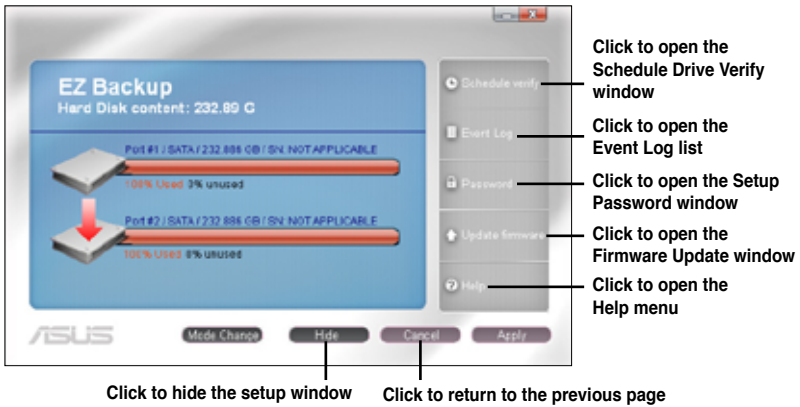 EZ Backup
Hard Disk content: 232.89 G
Port #1 / SATA / 232.886 GB / SN: NOT APPLICABLE
100% Used 0% unused
Port #2 / SATA / 232.886 GB / SN: NOT APPLICABLE
100% Used 0% unused
Schedule verify
Event Log
Password
Update firmware
Help
ASUS
Mode Change
Hide
Cancel
Apply
Click to open the
Schedule Drive Verify
window
Click to open the
Event Log list
Click to open the Setup
Password window
Click to open the
Firmware Update window
Click to open the
Help menu
Click to hide the setup window
Click to return to the previous page